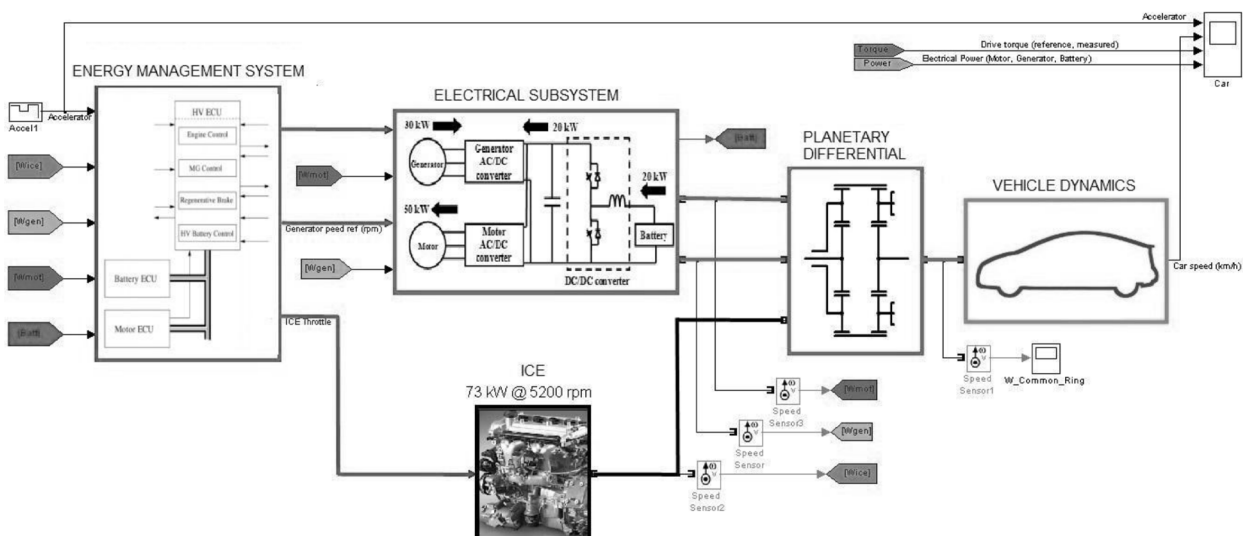 Accelerator
Torque
Drive torque (reference, measured)
Power
Electrical Power (Motor, Generator, Battery)
Car
ENERGY MANAGEMENT SYSTEM
Accel1
Accelerator
[Wice]
[Wgen]
[Wmot]
[Batt]
HV ECU
Engine Control
MG Control
Regenerative Brake
HV Battery Control
Battery ECU
Motor ECU
Generator peed ref (rpm)
ICE Throttle
ELECTRICAL SUBSYSTEM
[Wmot]
[Wgen]
30 kW
20 kW
Generator
Generator
AC/DC
converter
50 kW
Motor
Motor
AC/DC
converter
20 kW
Battery
DC/DC converter
[Batt]
PLANETARY
DIFFERENTIAL
VEHICLE DYNAMICS
Car speed (km/h)
ICE
73 kW @ 5200 rpm
ω
v
Speed
Sensor3
[Wmot]
ω
v
Speed
Sensor
[Wgen]
ω
v
Speed
Sensor2
[Wice]
ω
v
Speed
Sensor1
W_Common_Ring